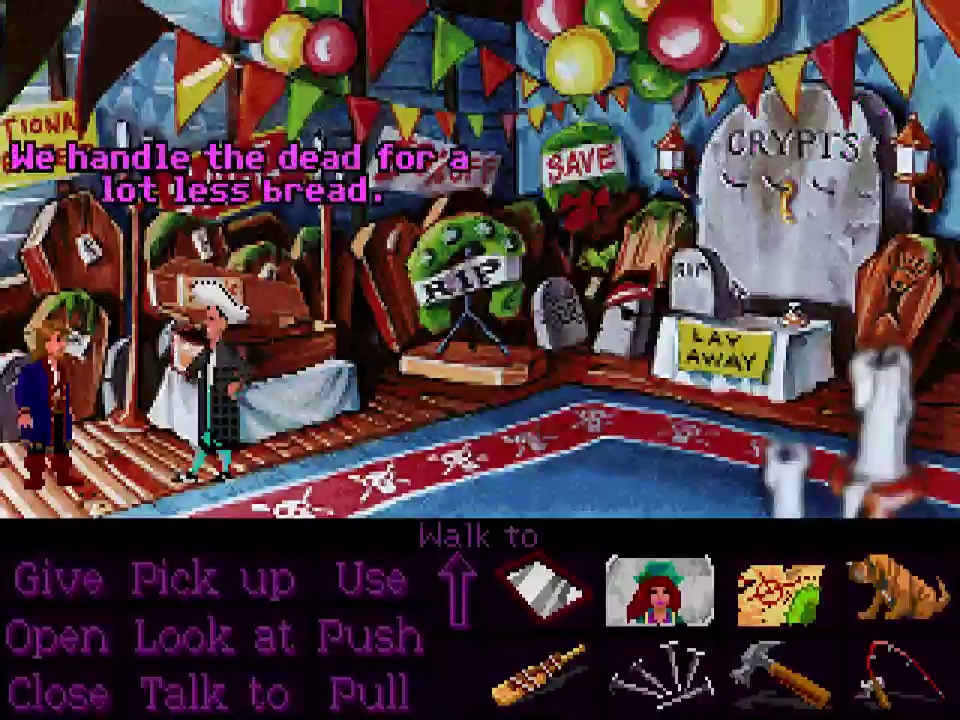 TIONA
We handle the dead for a
lot less bread.
SAVE
CRYPTS
RIP
RIP
LAY
AWAY
Walk to
Give Pick up Use
Open Look at Push
Close Talk to Pull